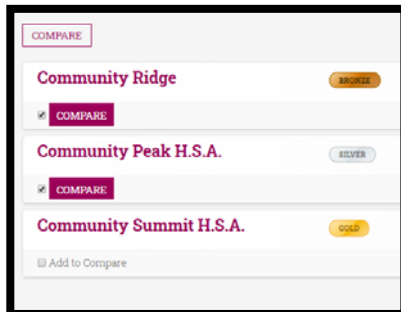 COMPARE
Community Ridge BRONZE
COMPARE
Community Peak H.S.A. SILVER
COMPARE
Community Summit H.S.A. GOLD
Add to Compare